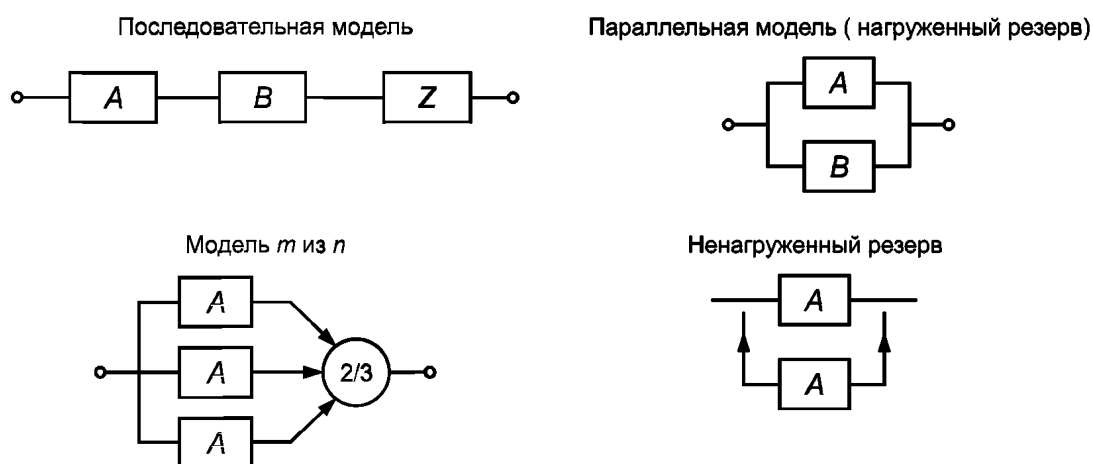 Последовательная модель
A B Z
Параллельная модель ( нагруженный резерв)
A
B
Модель m из n
A
A
A
2/3
Ненагруженный резерв
A
A